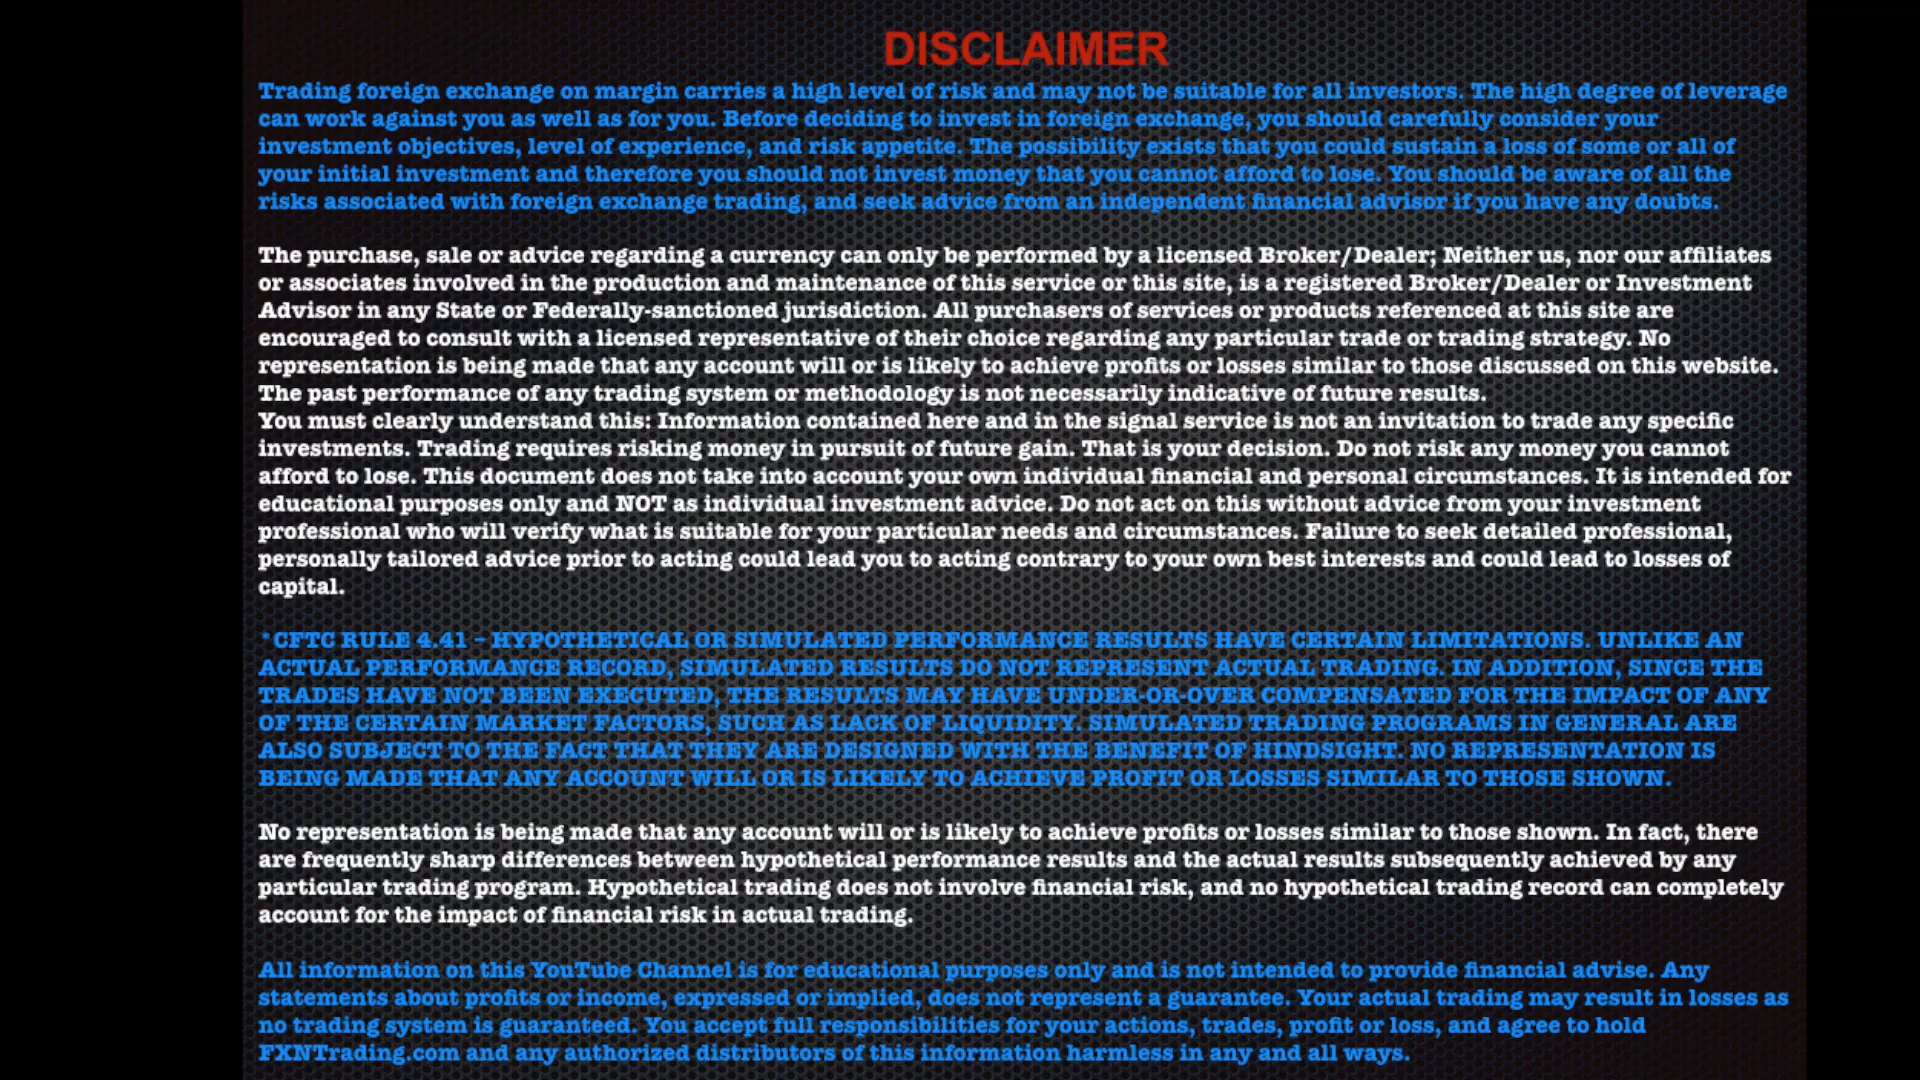 DISCLAIMER
Trading foreign exchange on margin carries a high level of risk and may not be suitable for all investors. The high degree of leverage
can work against you as well as for you. Before deciding to invest in foreign exchange, you should carefully consider your
investment objectives, level of experience, and risk appetite. The possibility exists that you could sustain a loss of some or all of
your initial investment and therefore you should not invest money that you cannot afford to lose. You should be aware of all the
risks associated with foreign exchange trading, and seek advice from an independent financial advisor if you have any doubts.
The purchase, sale or advice regarding a currency can only be performed by a licensed Broker/Dealer; Neither us, nor our affiliates
or associates involved in the production and maintenance of this service or this site, is a registered Broker/Dealer or Investment
Advisor in any State or Federally-sanctioned jurisdiction. All purchasers of services or products referenced at this site are
encouraged to consult with a licensed representative of their choice regarding any particular trade or trading strategy. No
representation is being made that any account will or is likely to achieve profits or losses similar to those discussed on this website.
The past performance of any trading system or methodology is not necessarily indicative of future results.
You must clearly understand this: Information contained here and in the signal service is not an invitation to trade any specific
investments. Trading requires risking money in pursuit of future gain. That is your decision. Do not risk any money you cannot
afford to lose. This document does not take into account your own individual financial and personal circumstances. It is intended for
educational purposes only and NOT as individual investment advice. Do not act on this without advice from your investment
professional who will verify what is suitable for your particular needs and circumstances. Failure to seek detailed professional,
personally tailored advice prior to acting could lead you to acting contrary to your own best interests and could lead to losses of
capital.
*CFTC RULE 4.41 – HYPOTHETICAL OR SIMULATED PERFORMANCE RESULTS HAVE CERTAIN LIMITATIONS. UNLIKE AN
ACTUAL PERFORMANCE RECORD, SIMULATED RESULTS DO NOT REPRESENT ACTUAL TRADING. IN ADDITION, SINCE THE
TRADES HAVE NOT BEEN EXECUTED, THE RESULTS MAY HAVE UNDER-OR-OVER COMPENSATED FOR THE IMPACT OF ANY
OF THE CERTAIN MARKET FACTORS, SUCH AS LACK OF LIQUIDITY. SIMULATED TRADING PROGRAMS IN GENERAL ARE
ALSO SUBJECT TO THE FACT THAT THEY ARE DESIGNED WITH THE BENEFIT OF HINDSIGHT. NO REPRESENTATION IS
BEING MADE THAT ANY ACCOUNT WILL OR IS LIKELY TO ACHIEVE PROFIT OR LOSSES SIMILAR TO THOSE SHOWN.
No representation is being made that any account will or is likely to achieve profits or losses similar to those shown. In fact, there
are frequently sharp differences between hypothetical performance results and the actual results subsequently achieved by any
particular trading program. Hypothetical trading does not involve financial risk, and no hypothetical trading record can completely
account for the impact of financial risk in actual trading.
All information on this YouTube Channel is for educational purposes only and is not intended to provide financial advise. Any
statements about profits or income, expressed or implied, does not represent a guarantee. Your actual trading may result in losses as
no trading system is guaranteed. You accept full responsibilities for your actions, trades, profit or loss, and agree to hold
FXNTrading.com and any authorized distributors of this information harmless in any and all ways.